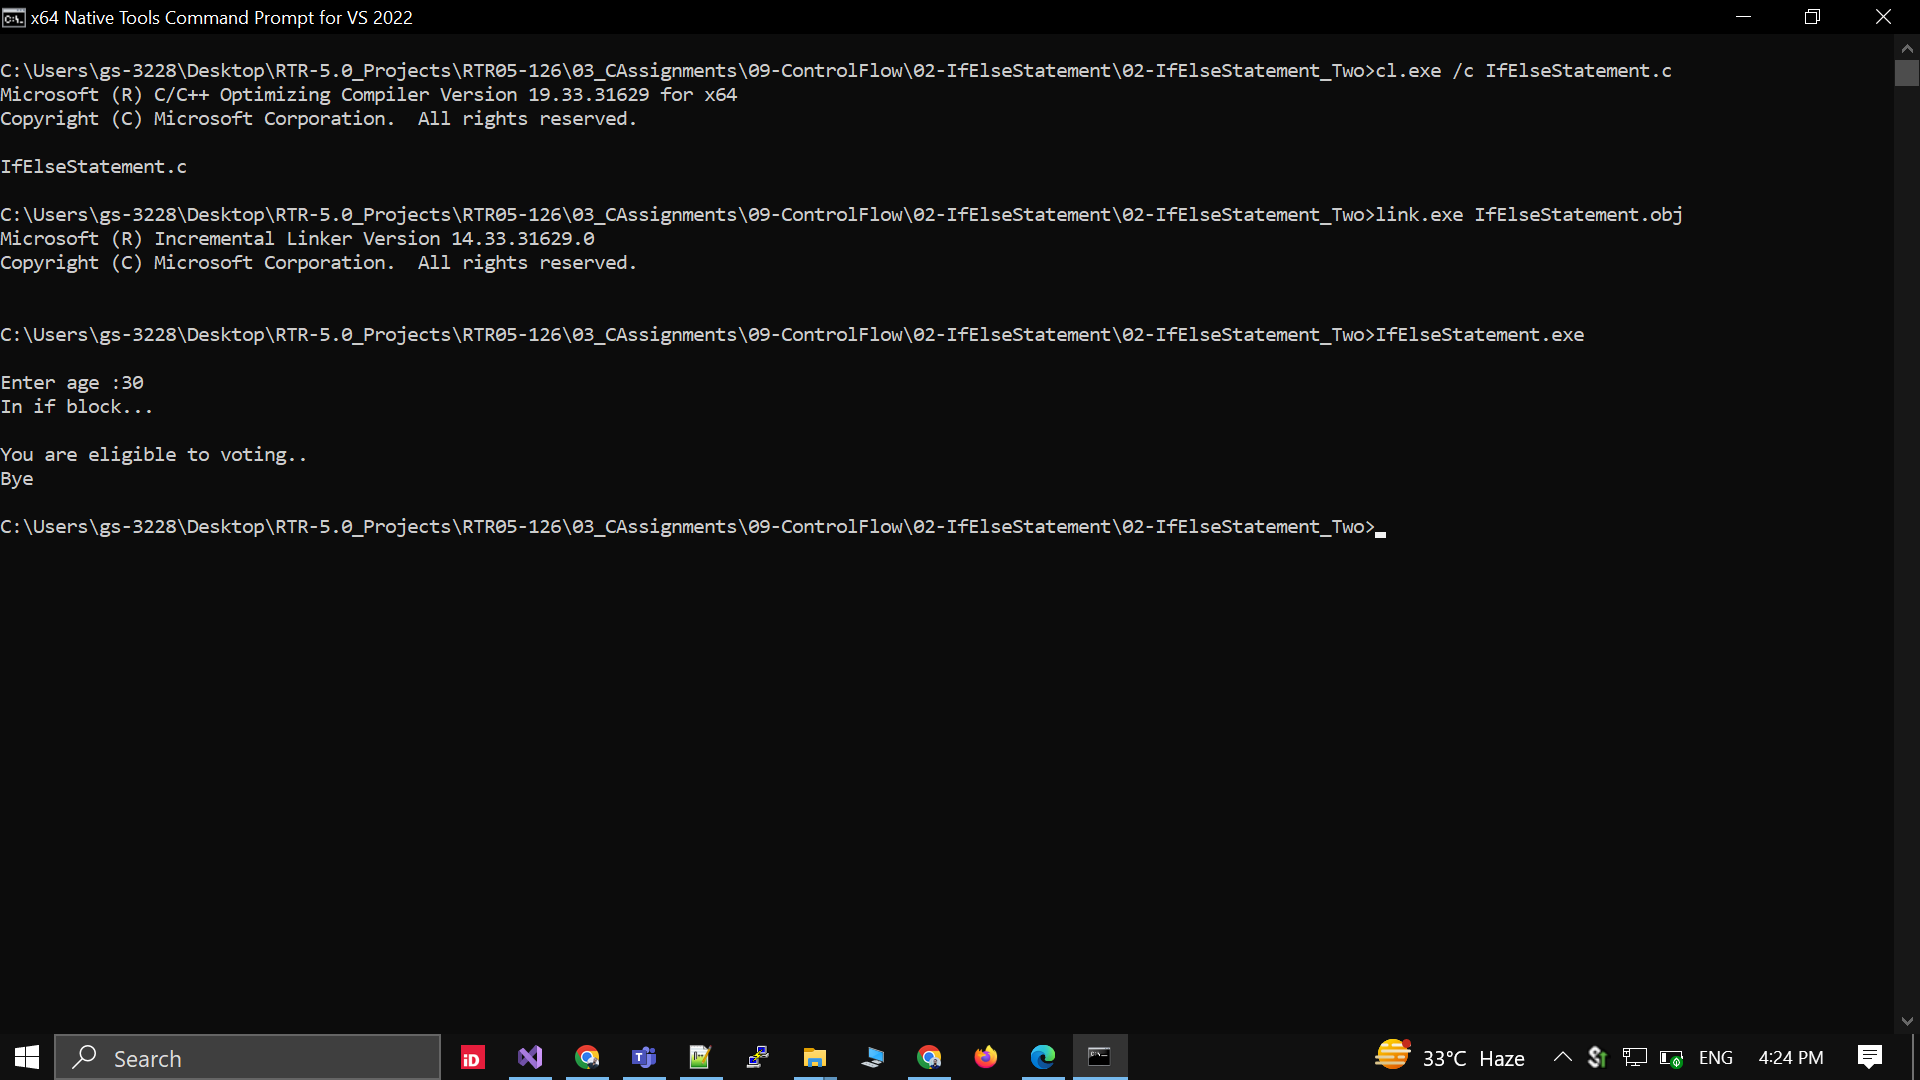 x64 Native Tools Command Prompt for VS 2022
C:\Users\gs-3228\Desktop\RTR-5.0_Projects\RTR05-126\03_CAssignments\09-ControlFlow\02-IfElseStatement\02-IfElseStatement_Two>cl.exe /c IfElseStatement.c
Microsoft (R) C/C++ Optimizing Compiler Version 19.33.31629 for x64
Copyright (C) Microsoft Corporation.  All rights reserved.
IfElseStatement.c
C:\Users\gs-3228\Desktop\RTR-5.0_Projects\RTR05-126\03_CAssignments\09-ControlFlow\02-IfElseStatement\02-IfElseStatement_Two>link.exe IfElseStatement.obj
Microsoft (R) Incremental Linker Version 14.33.31629.0
Copyright (C) Microsoft Corporation.  All rights reserved.
C:\Users\gs-3228\Desktop\RTR-5.0_Projects\RTR05-126\03_CAssignments\09-ControlFlow\02-IfElseStatement\02-IfElseStatement_Two>IfElseStatement.exe
Enter age :30
In if block...
You are eligible to voting..
Bye
C:\Users\gs-3228\Desktop\RTR-5.0_Projects\RTR05-126\03_CAssignments\09-ControlFlow\02-IfElseStatement\02-IfElseStatement_Two>
Search iD 33°C Haze ENG 4:24 PM